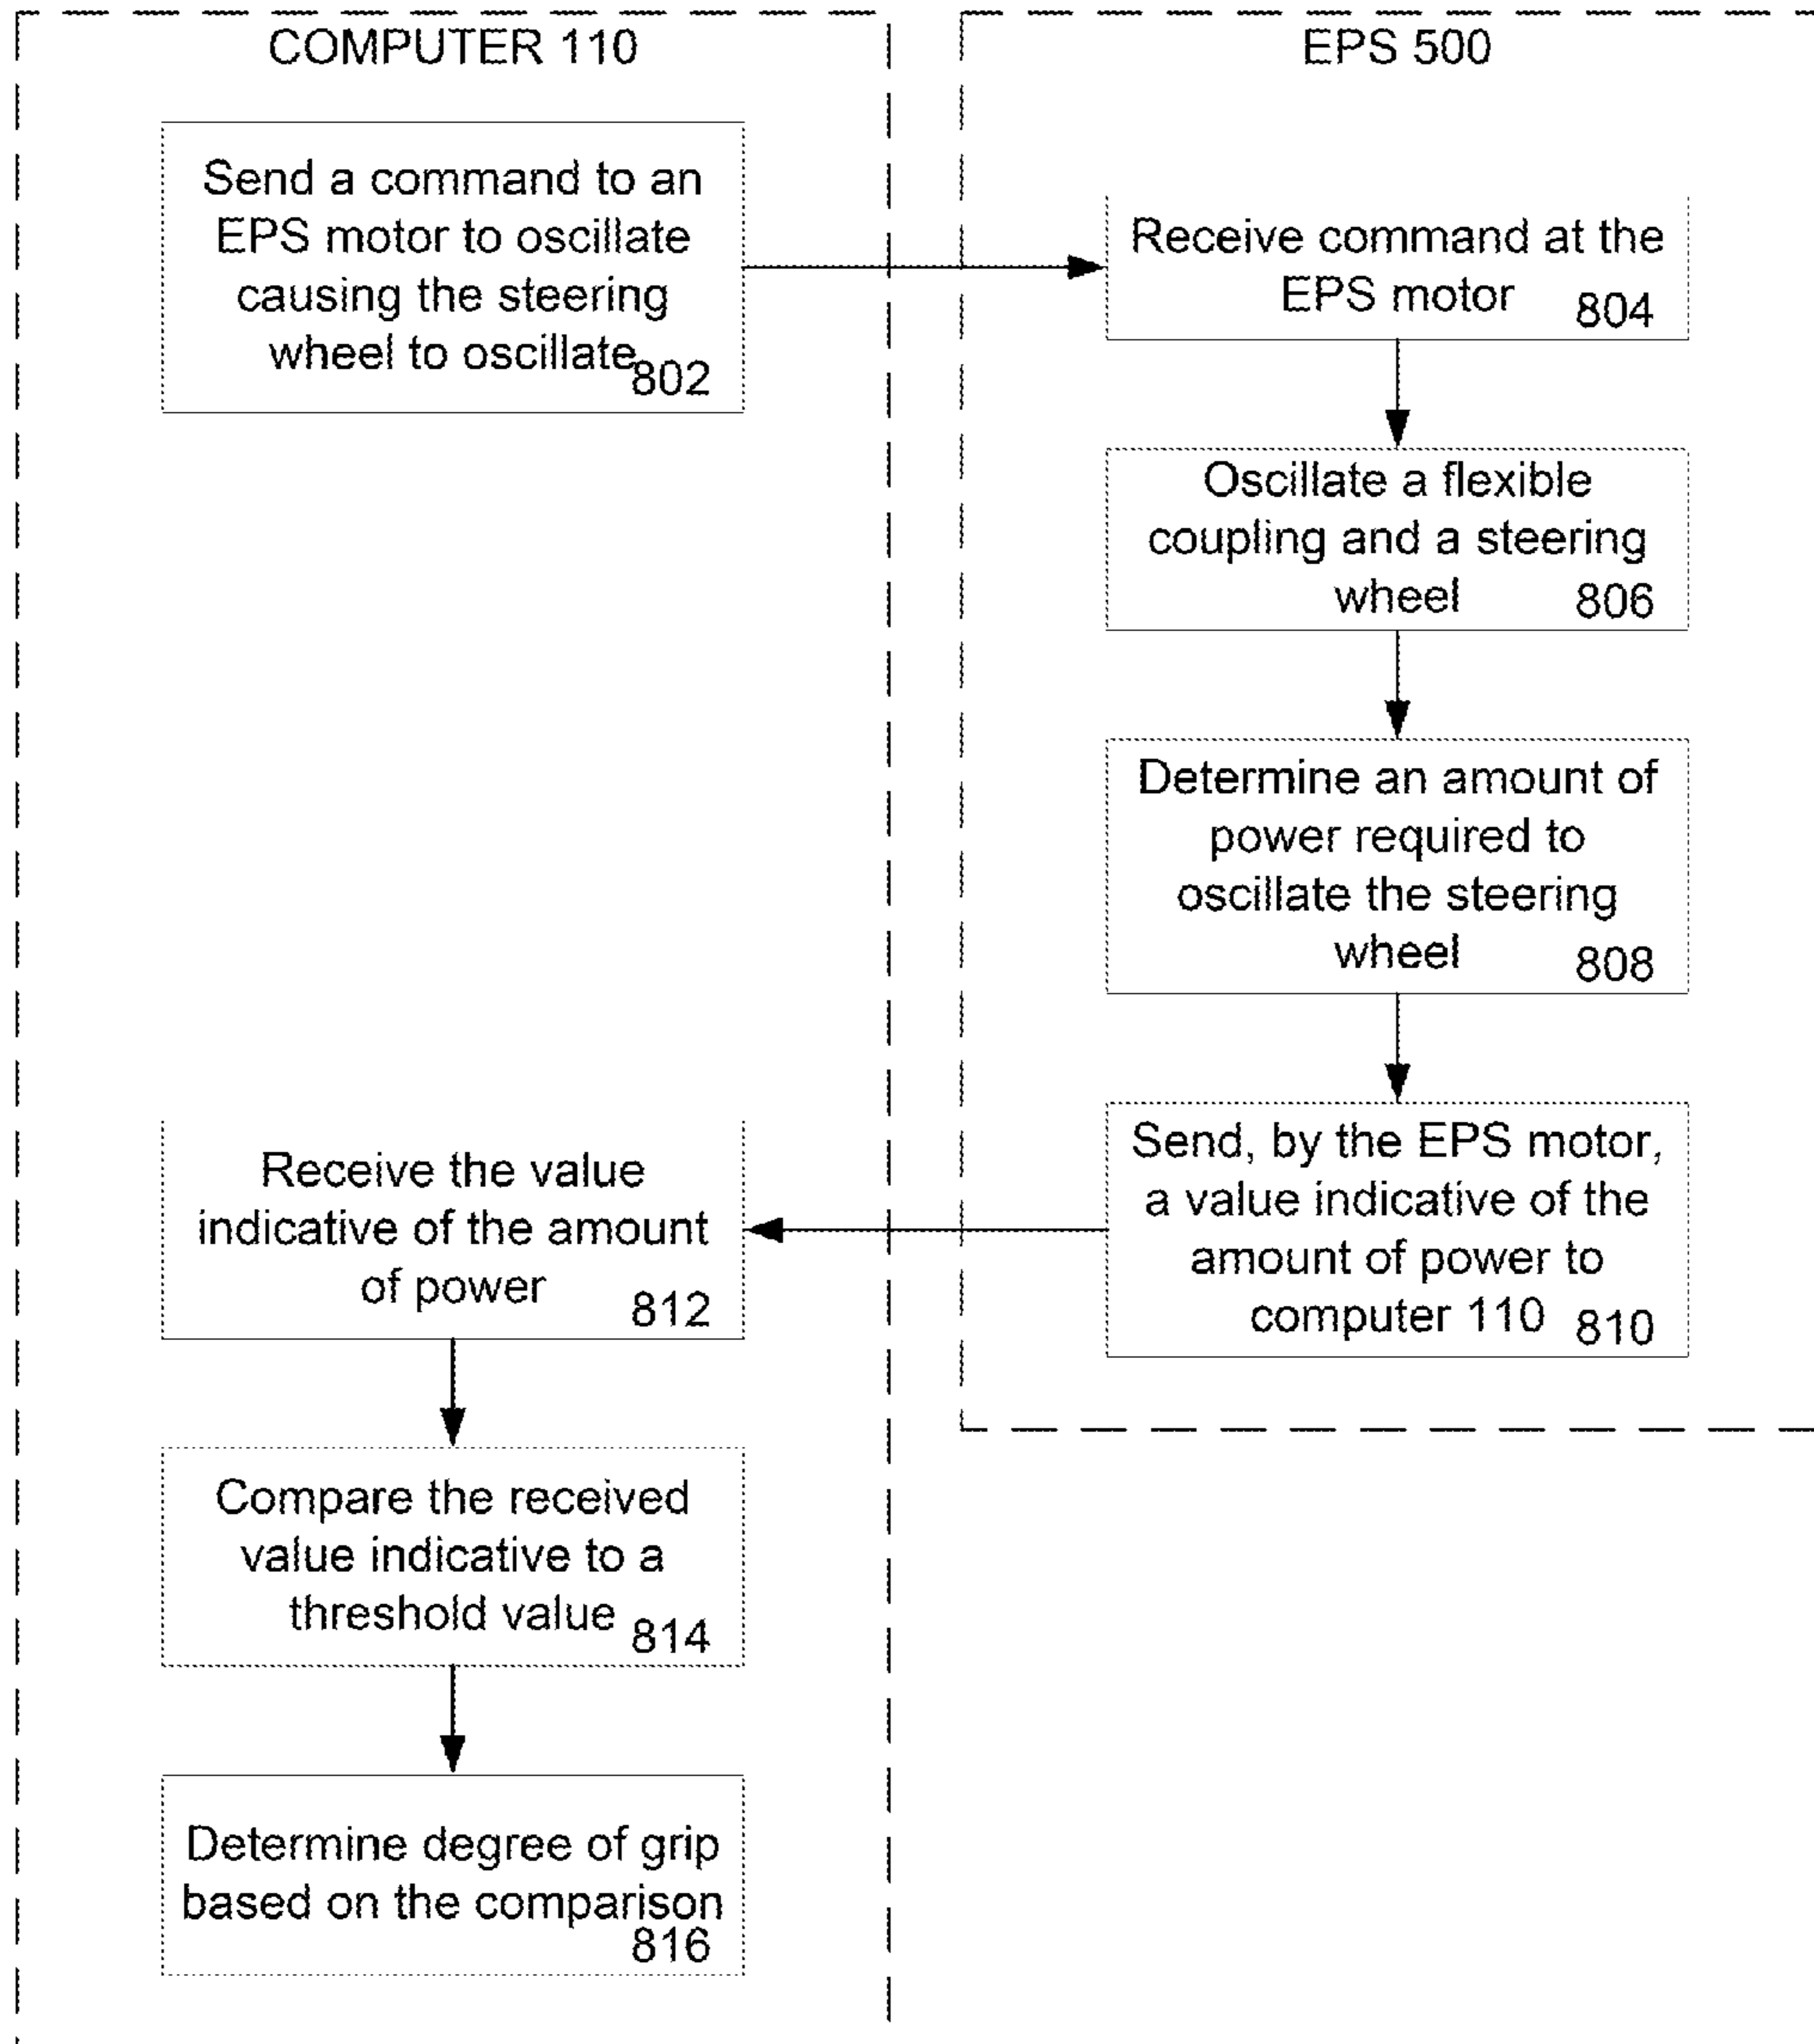 COMPUTER 110
EPS 500
Send a command to an
EPS motor to oscillate
causing the steering
wheel to oscillate
802
Receive command at the
EPS motor
804
Oscillate a flexible
coupling and a steering
wheel
806
Determine an amount of
power required to
oscillate the steering
wheel
808
Send, by the EPS motor,
a value indicative of the
amount of power to
computer 110
810
Receive the value
indicative of the amount
of power
812
Compare the received
value indicative to a
threshold value
814
Determine degree of grip
based on the comparison
816